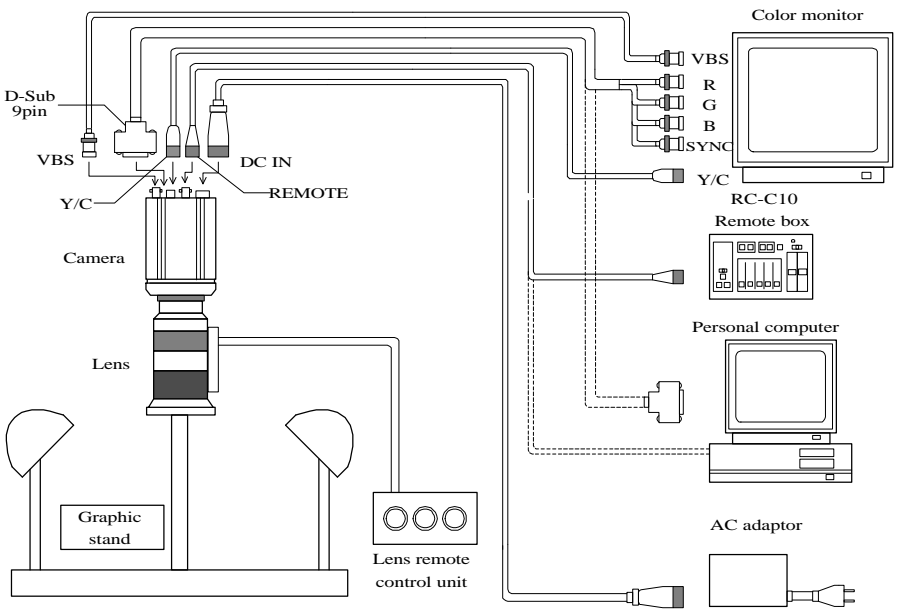 Color monitor
VBS
R
G
B
SYNC
Y/C
D-Sub
9pin
VBS
DC IN
Y/C
REMOTE
RC-C10
Remote box
Camera
Personal computer
Lens
Graphic
stand
Lens remote
control unit
AC adaptor